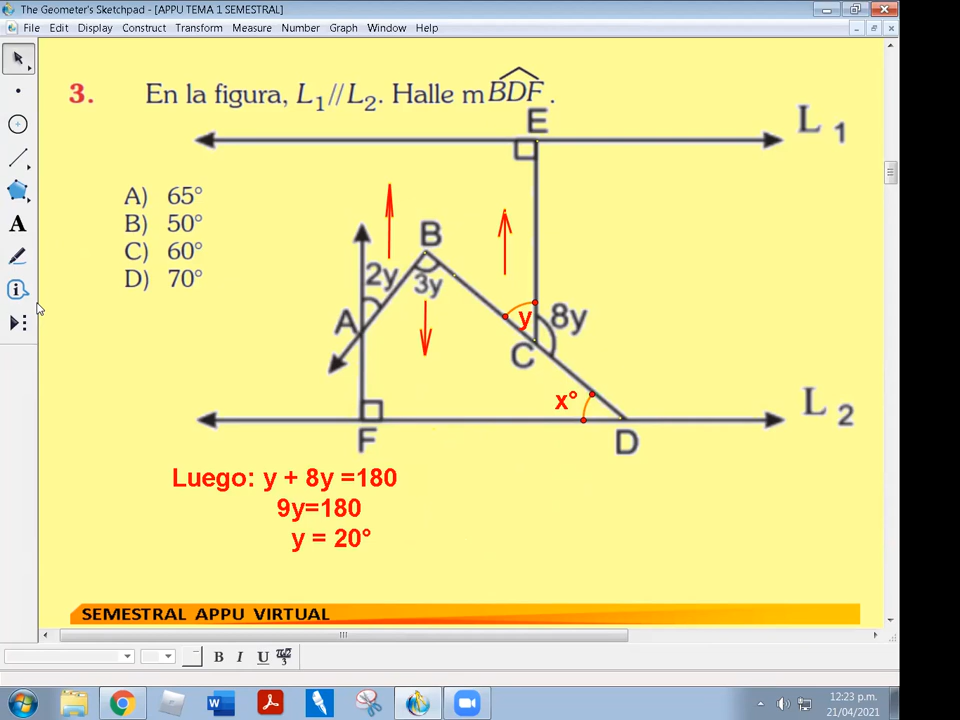 The Geometer's Sketchpad - [APPU TEMA 1 SEMESTRAL]
File Edit Display Construct Transform Measure Number Graph Window Help
3. En la figura, L₁//L₂. Halle m BDF.
E
L 1
A) 65°
B) 50°
C) 60°
D) 70°
B
2y
3y
A
y
8y
C
x°
L 2
F
D
Luego: y + 8y =180
9y=180
y = 20°
SEMESTRAL APPU VIRTUAL
B I U
12:23 p.m.
21/04/2021